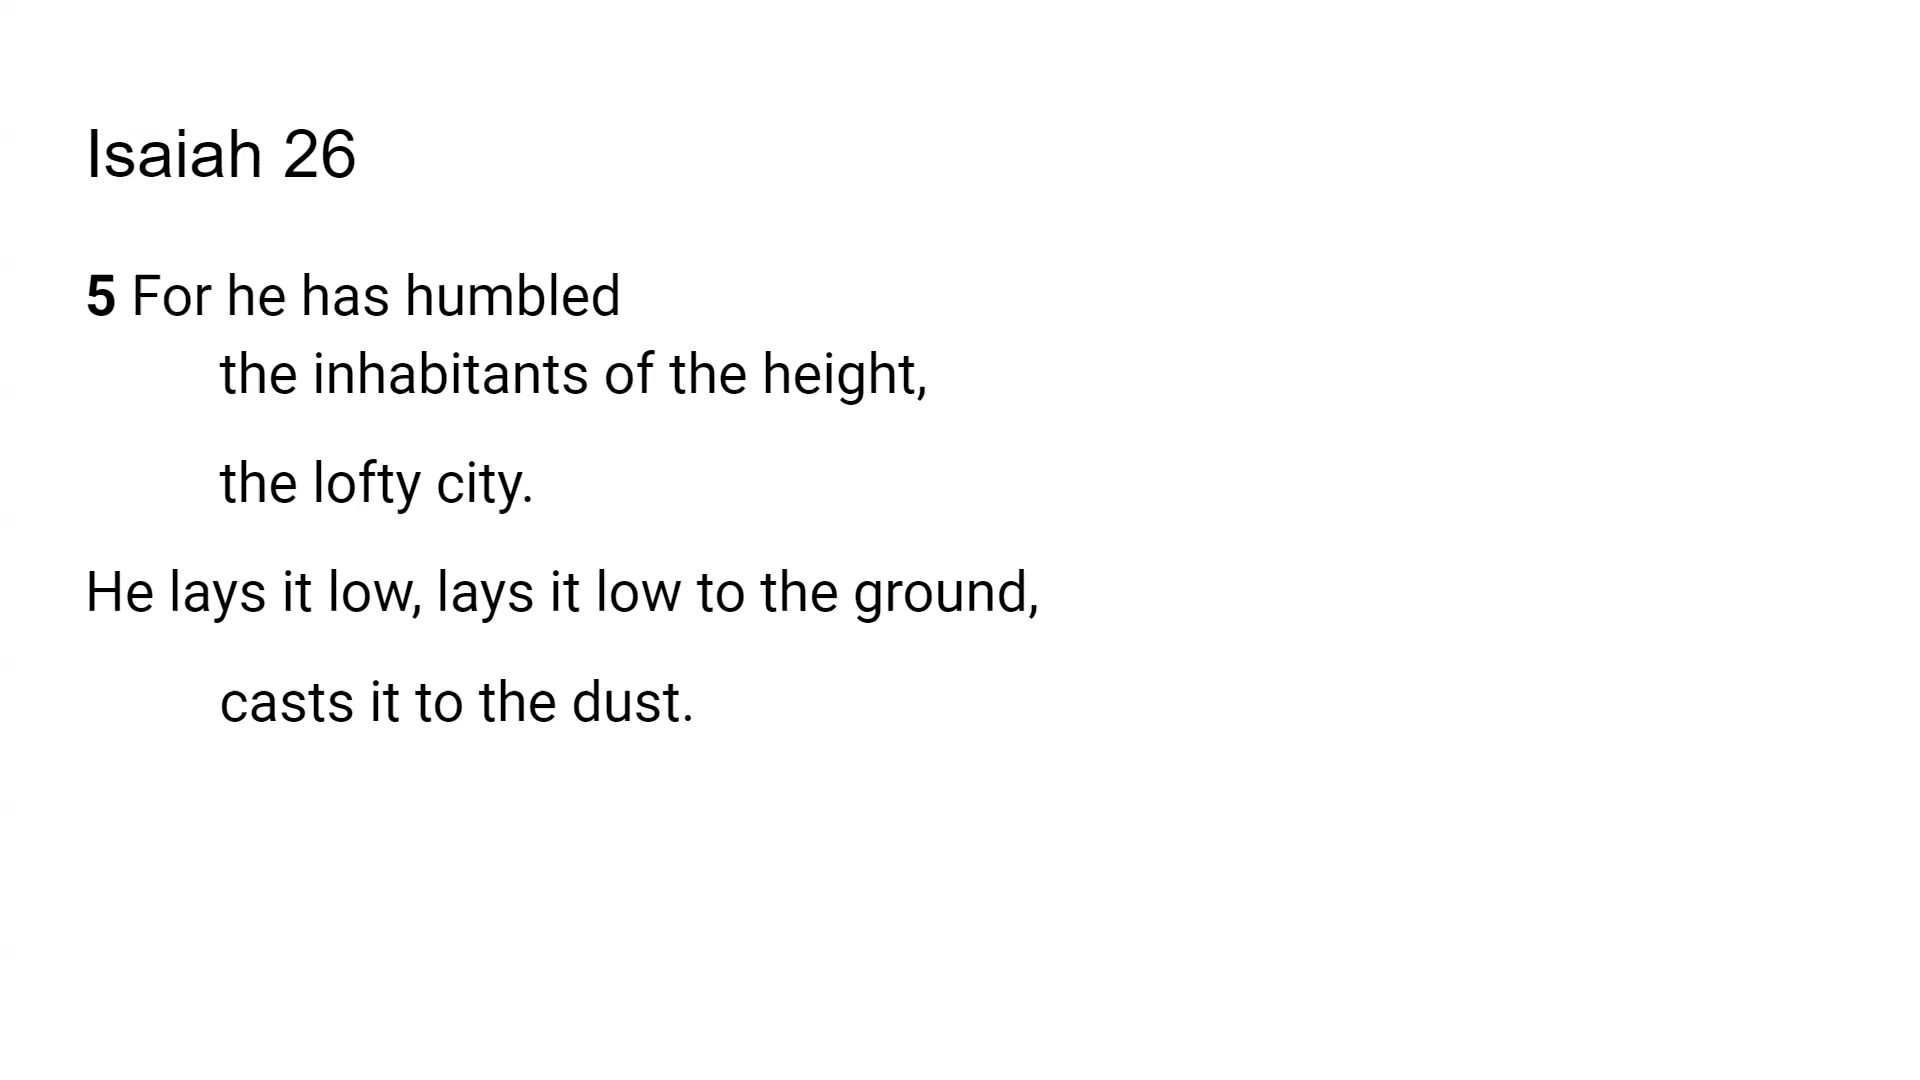 Isaiah 26
5 For he has humbled
the inhabitants of the height,
the lofty city.
He lays it low, lays it low to the ground,
casts it to the dust.